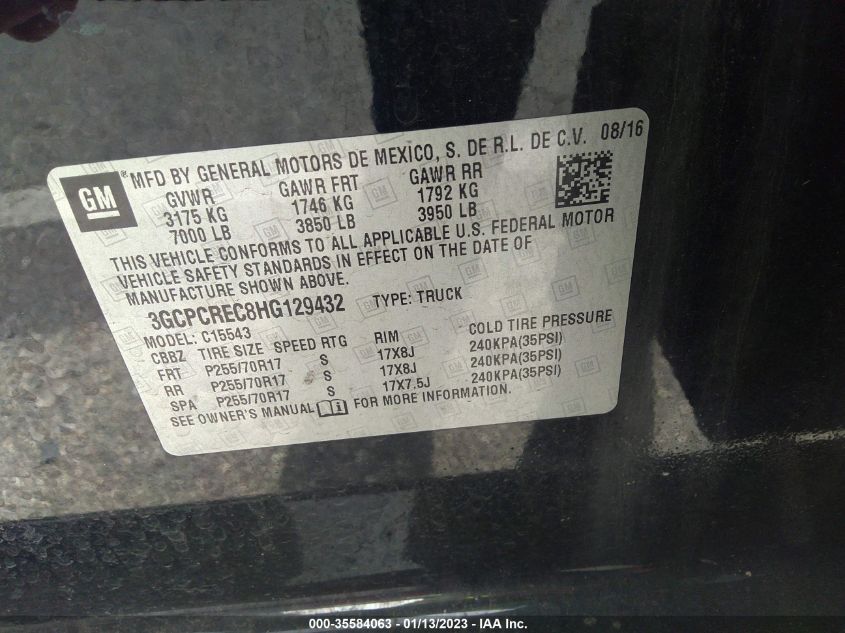 GM
® MFD BY GENERAL MOTORS DE MEXICO, S. DE R.L. DE C.V. 08/16
GVWR GAWR FRT GAWR RR
3175 KG 1746 KG 1792 KG
7000 LB 3850 LB 3950 LB
THIS VEHICLE CONFORMS TO ALL APPLICABLE U.S. FEDERAL MOTOR
VEHICLE SAFETY STANDARDS IN EFFECT ON THE DATE OF
MANUFACTURE SHOWN ABOVE.
3GCPCREC8HG129432 TYPE: TRUCK
MODEL: C15543
CBBZ TIRE SIZE SPEED RTG RIM COLD TIRE PRESSURE
FRT P255/70R17 S 17X8J 240KPA(35PSI)
RR P255/70R17 S 17X8J 240KPA(35PSI)
SPA P255/70R17 S 17X7.5J 240KPA(35PSI)
SEE OWNER'S MANUAL FOR MORE INFORMATION.
000-35584063 - 01/13/2023 - IAA Inc.